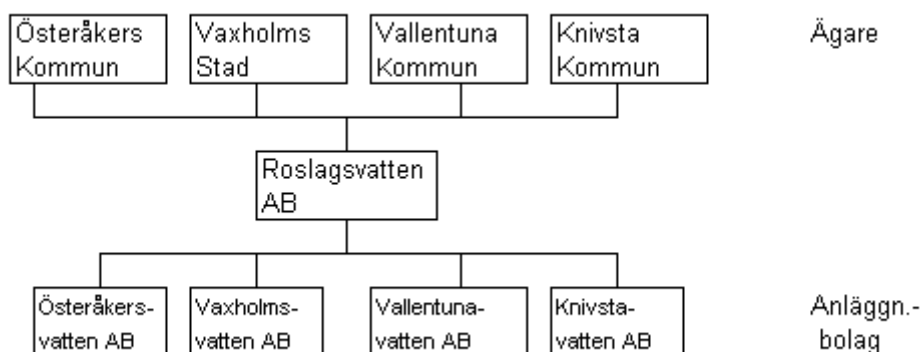 Österåkers Kommun
Vaxholms Stad
Vallentuna Kommun
Knivsta Kommun
Ägare
Roslagsvatten
AB
Österåkers-
vatten AB
Vaxholms-
vatten AB
Vallentuna-
vatten AB
Knivsta-
vatten AB
Anläggn.-
bolag